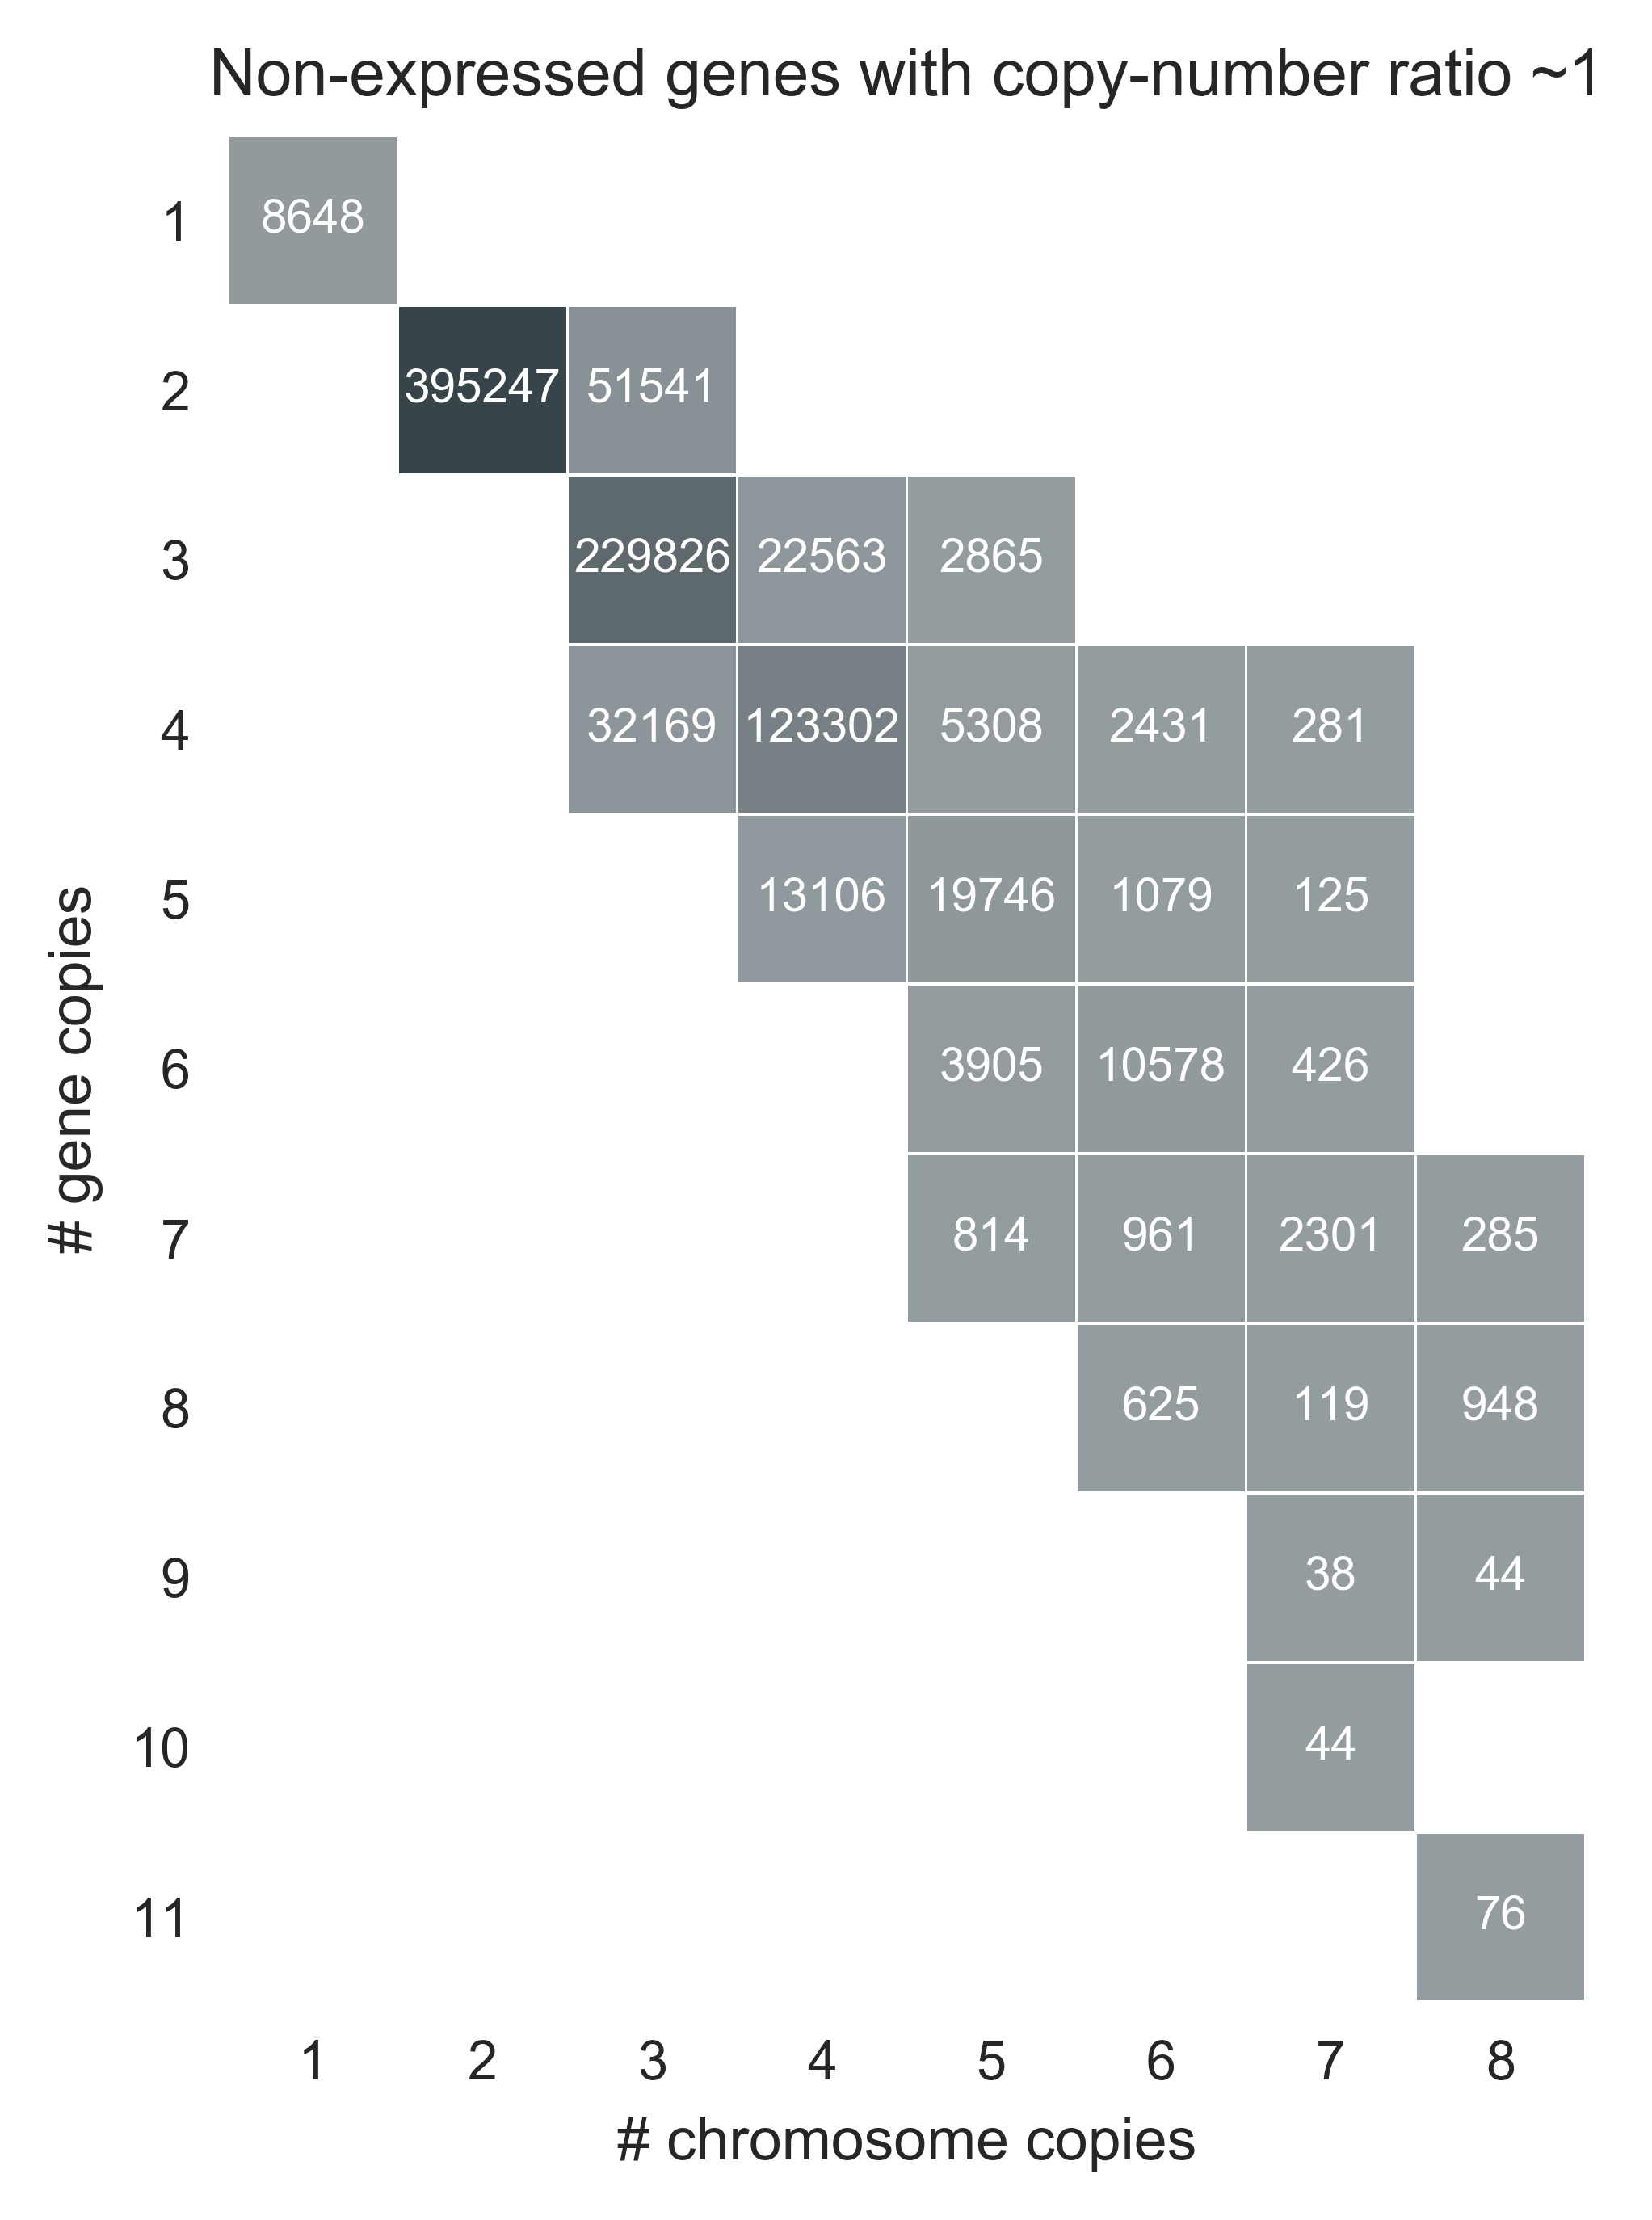 Non-expressed genes with copy-number ratio ~1
1 8648
2 395247 51541
3 229826 22563 2865
4 32169 123302 5308 2431 281
5 13106 19746 1079 125
6 3905 10578 426
7 814 961 2301 285
8 625 119 948
9 38 44
10 44
11 76
# gene copies
1 2 3 4 5 6 7 8
# chromosome copies